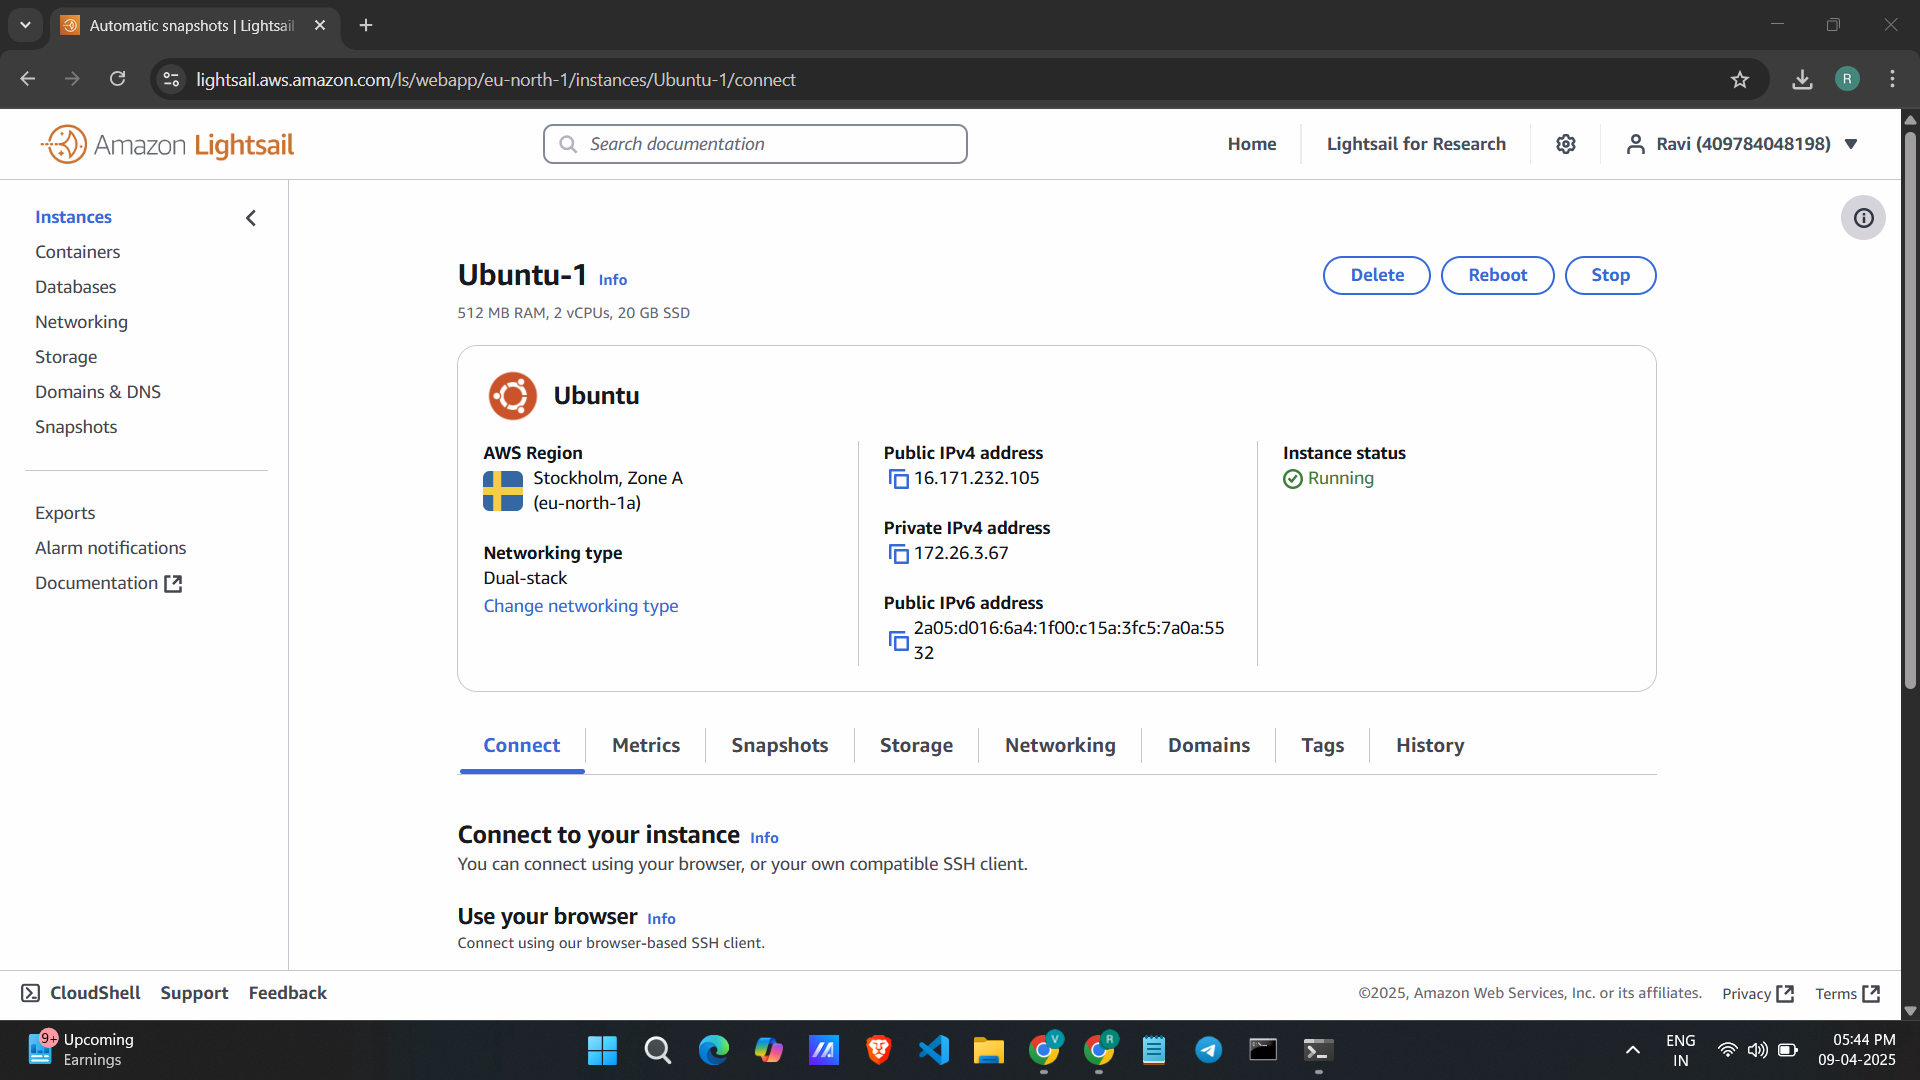 Automatic snapshots | Lightsail
lightsail.aws.amazon.com/ls/webapp/eu-north-1/instances/Ubuntu-1/connect
R
Amazon Lightsail
Search documentation
Home
Lightsail for Research
Ravi (409784048198)
Instances
Containers
Databases
Networking
Storage
Domains & DNS
Snapshots
Exports
Alarm notifications
Documentation
Ubuntu-1 Info
512 MB RAM, 2 vCPUs, 20 GB SSD
Delete
Reboot
Stop
Ubuntu
AWS Region
Stockholm, Zone A
(eu-north-1a)
Networking type
Dual-stack
Change networking type
Public IPv4 address
16.171.232.105
Private IPv4 address
172.26.3.67
Public IPv6 address
2a05:d016:6a4:1f00:c15a:3fc5:7a0a:55
32
Instance status
Running
Connect
Metrics
Snapshots
Storage
Networking
Domains
Tags
History
Connect to your instance Info
You can connect using your browser, or your own compatible SSH client.
Use your browser Info
Connect using our browser-based SSH client.
CloudShell
Support
Feedback
©2025, Amazon Web Services, Inc. or its affiliates.
Privacy
Terms
9+
Upcoming
Earnings
V
R
ENG
IN
05:44 PM
09-04-2025